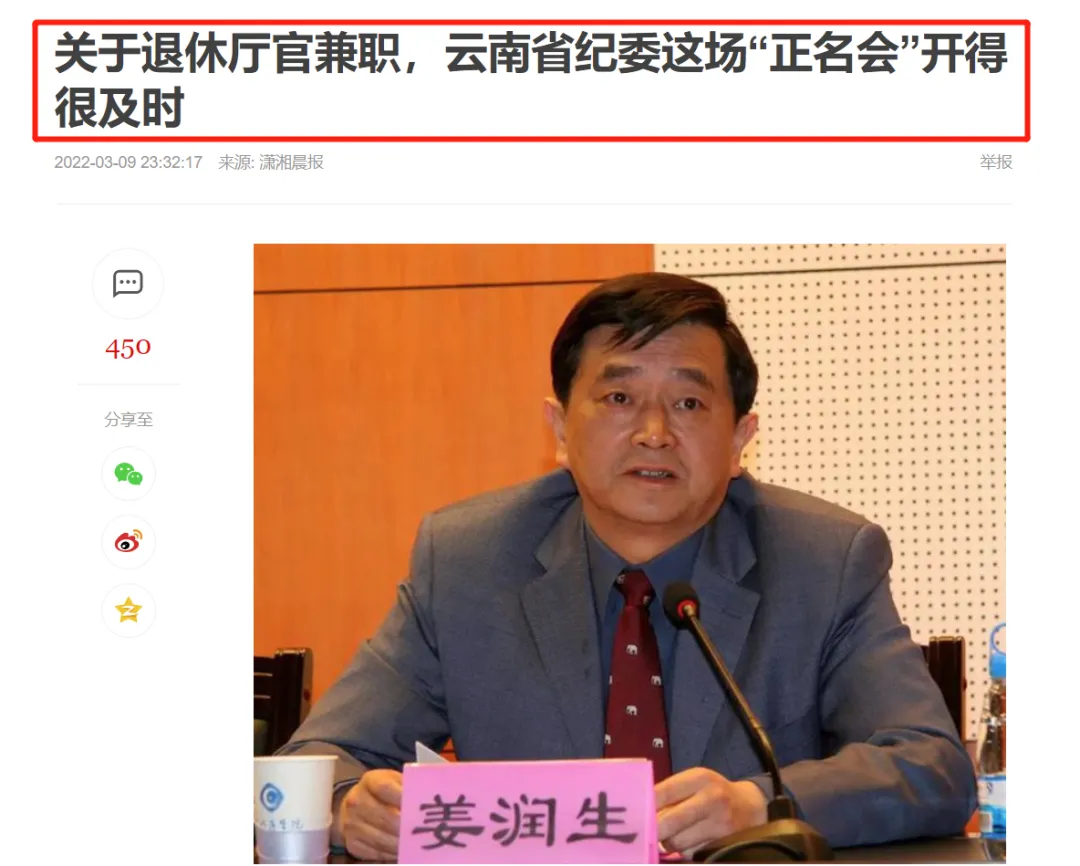 关于退休厅官兼职，云南省纪委这场“正名会”开得
很及时
2022-03-09 23:32:17 来源: 潇湘晨报
举报
450
分享至
姜润生